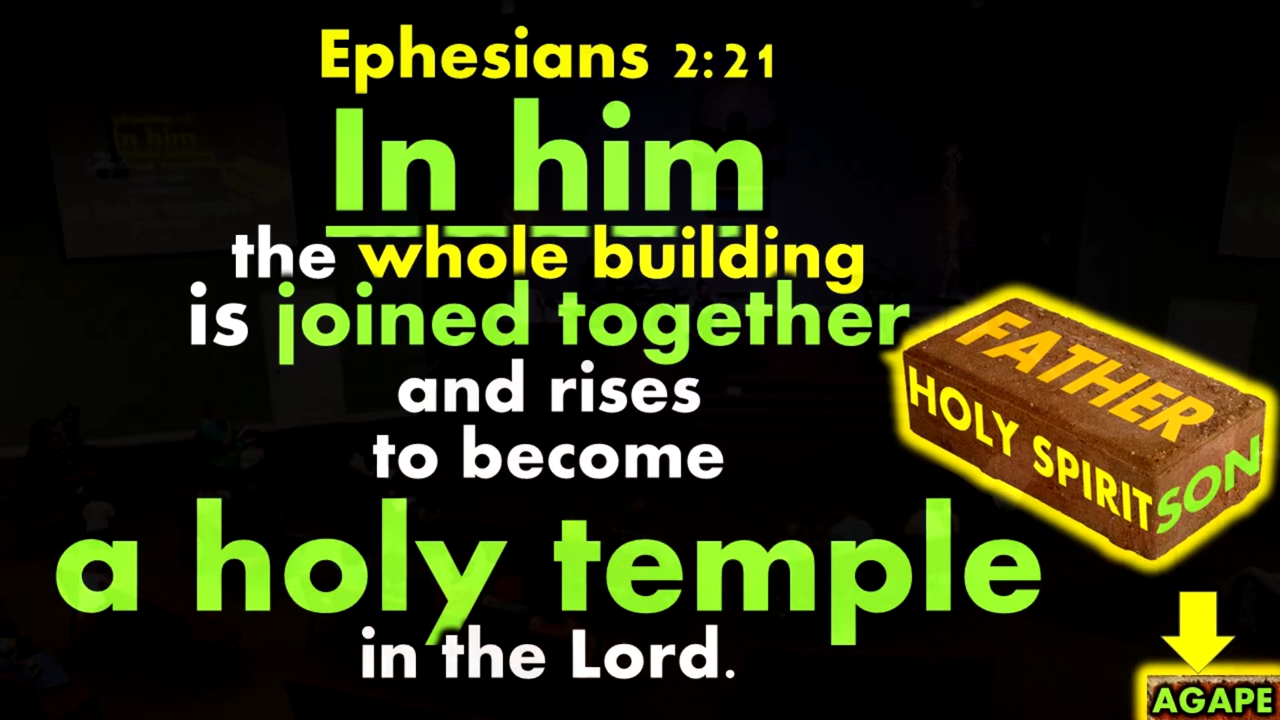 Ephesians 2:21
In him
the whole building
is joined together
and rises
to become
a holy temple
in the Lord.
FATHER
HOLY SPIRIT
SON
AGAPE